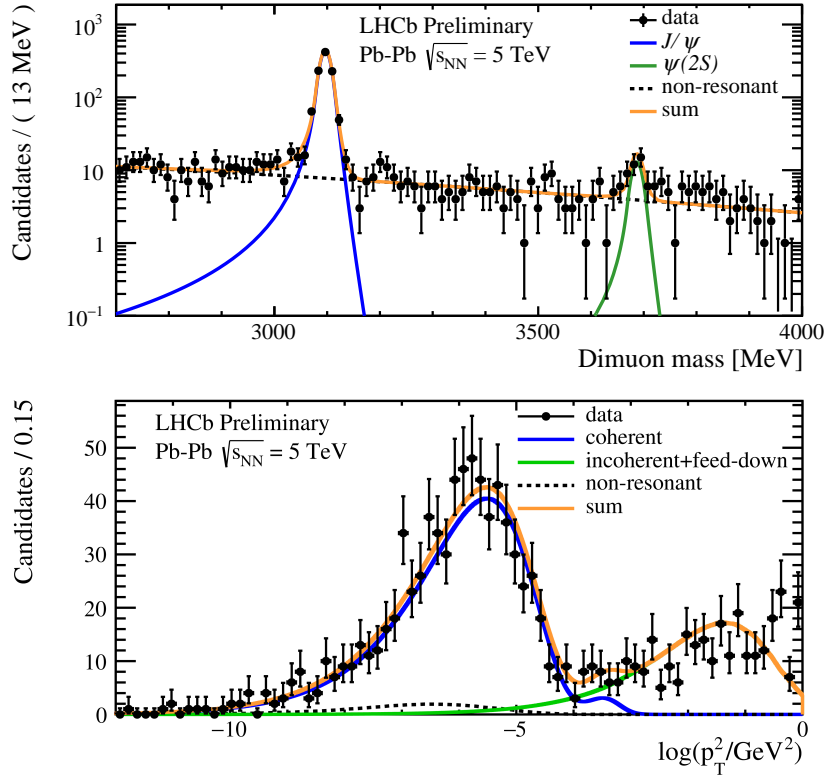 LHCb Preliminary
Pb-Pb √sNN = 5 TeV
data
J/ψ
ψ(2S)
non-resonant
sum
Candidates / ( 13 MeV )
10³
10²
10
1
10⁻¹
3000
3500
4000
Dimuon mass [MeV]
LHCb Preliminary
Pb-Pb √sNN = 5 TeV
data
coherent
incoherent+feed-down
non-resonant
sum
Candidates / 0.15
50
40
30
20
10
0
−10
−5
0
log(p²T/GeV²)